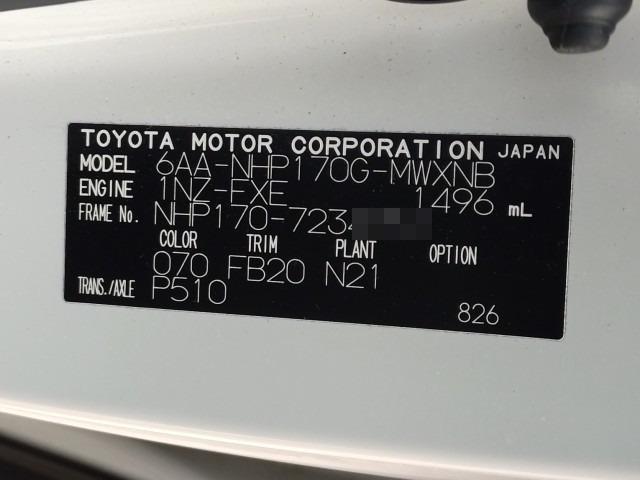 TOYOTA MOTOR CORPORATION JAPAN
MODEL 6AA-NHP170G-MWXNB
ENGINE 1NZ-FXE 1496 mL
FRAME No. NHP170-7234
COLOR TRIM PLANT OPTION
070 FB20 N21
TRANS./AXLE P510
826